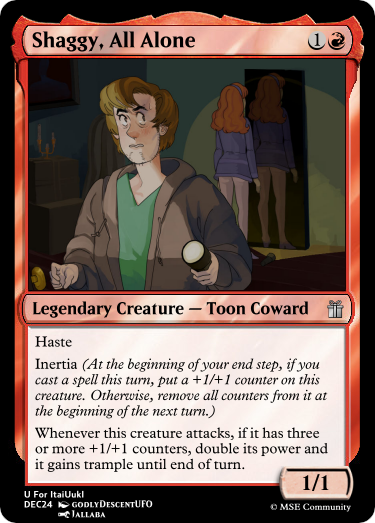 Shaggy, All Alone 1
Legendary Creature — Toon Coward
Haste
Inertia (At the beginning of your end step, if you
cast a spell this turn, put a +1/+1 counter on this
creature. Otherwise, remove all counters from it at
the beginning of the next turn.)
Whenever this creature attacks, if it has three
or more +1/+1 counters, double its power and
it gains trample until end of turn.
1/1
U For ItaiUukI
DEC24 GODLYDESCENTUFO © MSE Community
JALLABA